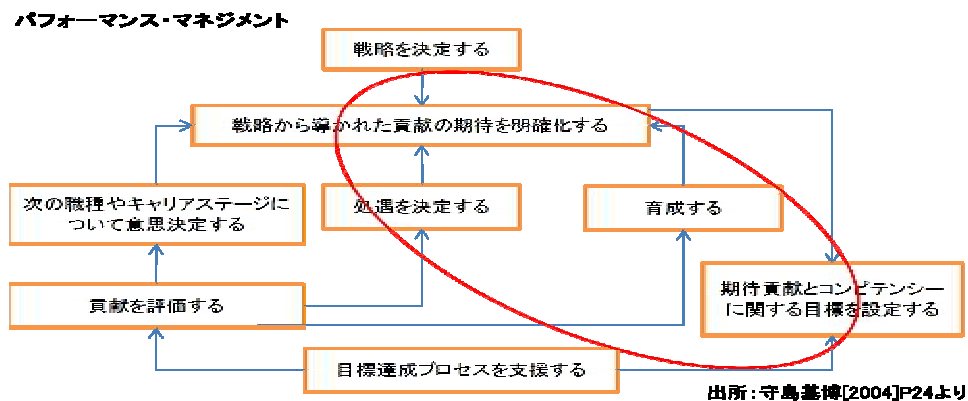 パフォーマンス・マネジメント
戦略を決定する
戦略から導かれた貢献の期待を明確化する
次の職種やキャリアステージに
ついて意思決定する
処遇を決定する
育成する
期待貢献とコンピテンシー
に関する目標を設定する
貢献を評価する
目標達成プロセスを支援する
出所：守島基博[2004]P24より